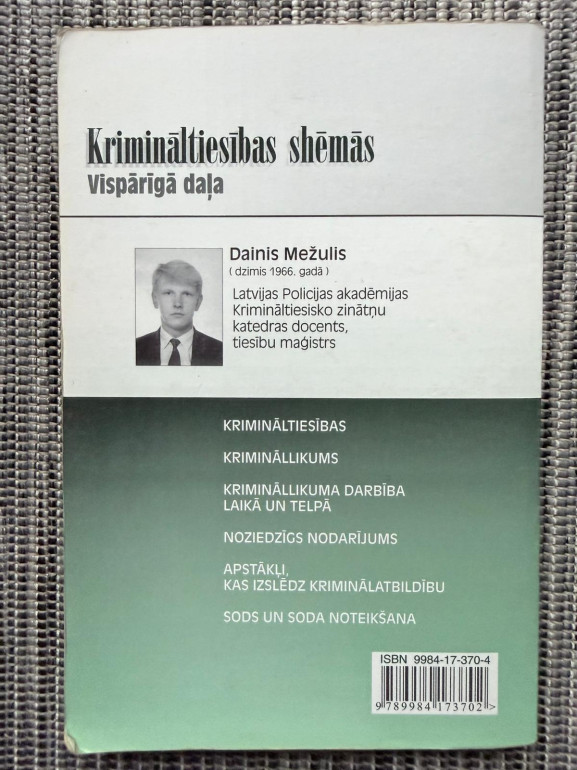 Krimināltiesības shēmās
Vispārīgā daļa
Dainis Mežulis
( dzimis 1966. gadā )
Latvijas Policijas akadēmijas
Krimināltiesisko zinātņu
katedras docents,
tiesību maģistrs
KRIMINĀLTIESĪBAS
KRIMINĀLLIKUMS
KRIMINĀLLIKUMA DARBĪBA
LAIKĀ UN TELPĀ
NOZIEDZĪGS NODARĪJUMS
APSTĀKĻI,
KAS IZSLĒDZ KRIMINĀLATBILDĪBU
SODS UN SODA NOTEIKŠANA
ISBN 9984-17-370-4
9 789984 173702 >